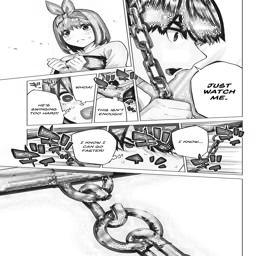 JUST
WATCH
ME.
THIS ISN'T
ENOUGH!
WHOA!
HE'S
SWINGING
TOO HARD!
I KNOW...
I KNOW I
CAN GO
FASTER!